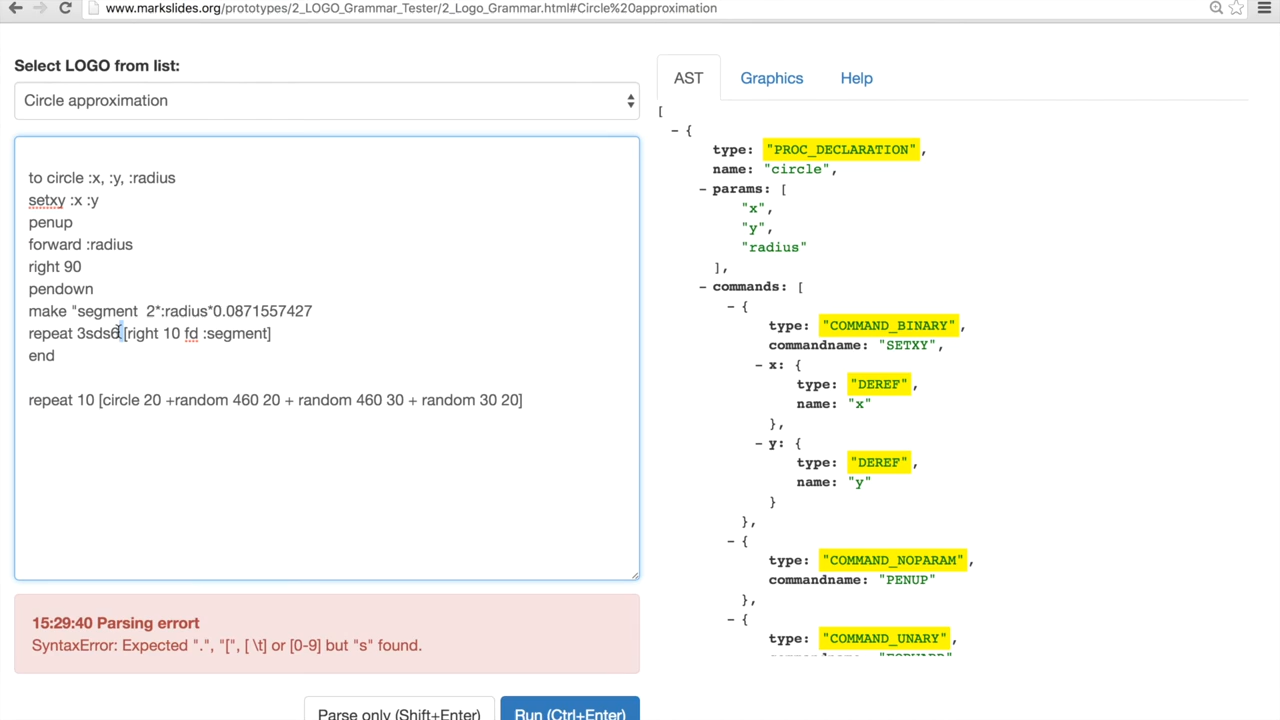 www.markslides.org/prototypes/2_LOGO_Grammar_Tester/2_Logo_Grammar.html#Circle%20approximation
Select LOGO from list:
Circle approximation
to circle :x, :y, :radius
setxy :x :y
penup
forward :radius
right 90
pendown
make "segment  2*:radius*0.0871557427
repeat 3sds6 [right 10 fd :segment]
end
repeat 10 [circle 20 +random 460 20 + random 460 30 + random 30 20]
15:29:40 Parsing errort
SyntaxError: Expected ".", "[", [ \t] or [0-9] but "s" found.
Parse only (Shift+Enter)
Run (Ctrl+Enter)
AST
Graphics
Help
[
- {
type: "PROC_DECLARATION",
name: "circle",
- params: [
"x",
"y",
"radius"
],
- commands: [
- {
type: "COMMAND_BINARY",
commandname: "SETXY",
- x: {
type: "DEREF",
name: "x"
},
- y: {
type: "DEREF",
name: "y"
}
},
- {
type: "COMMAND_NOPARAM",
commandname: "PENUP"
},
- {
type: "COMMAND_UNARY",
commandname: "FORWARD"